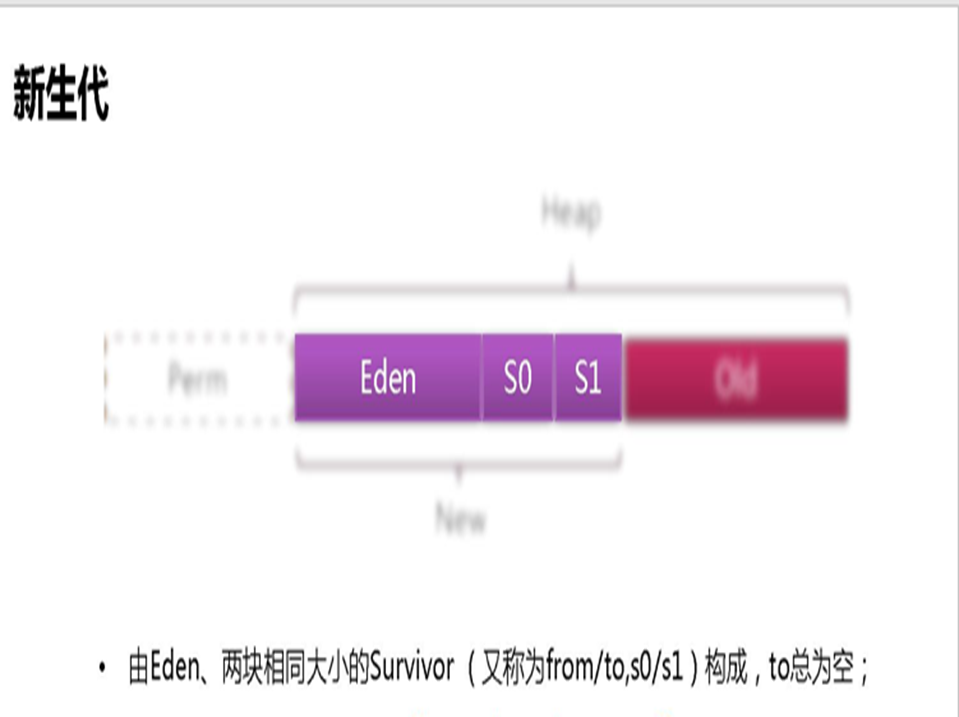 新生代
Heap
Perm
Eden
S0
S1
Old
New
• 由Eden、两块相同大小的Survivor（又称为from/to,s0/s1）构成，to总为空；